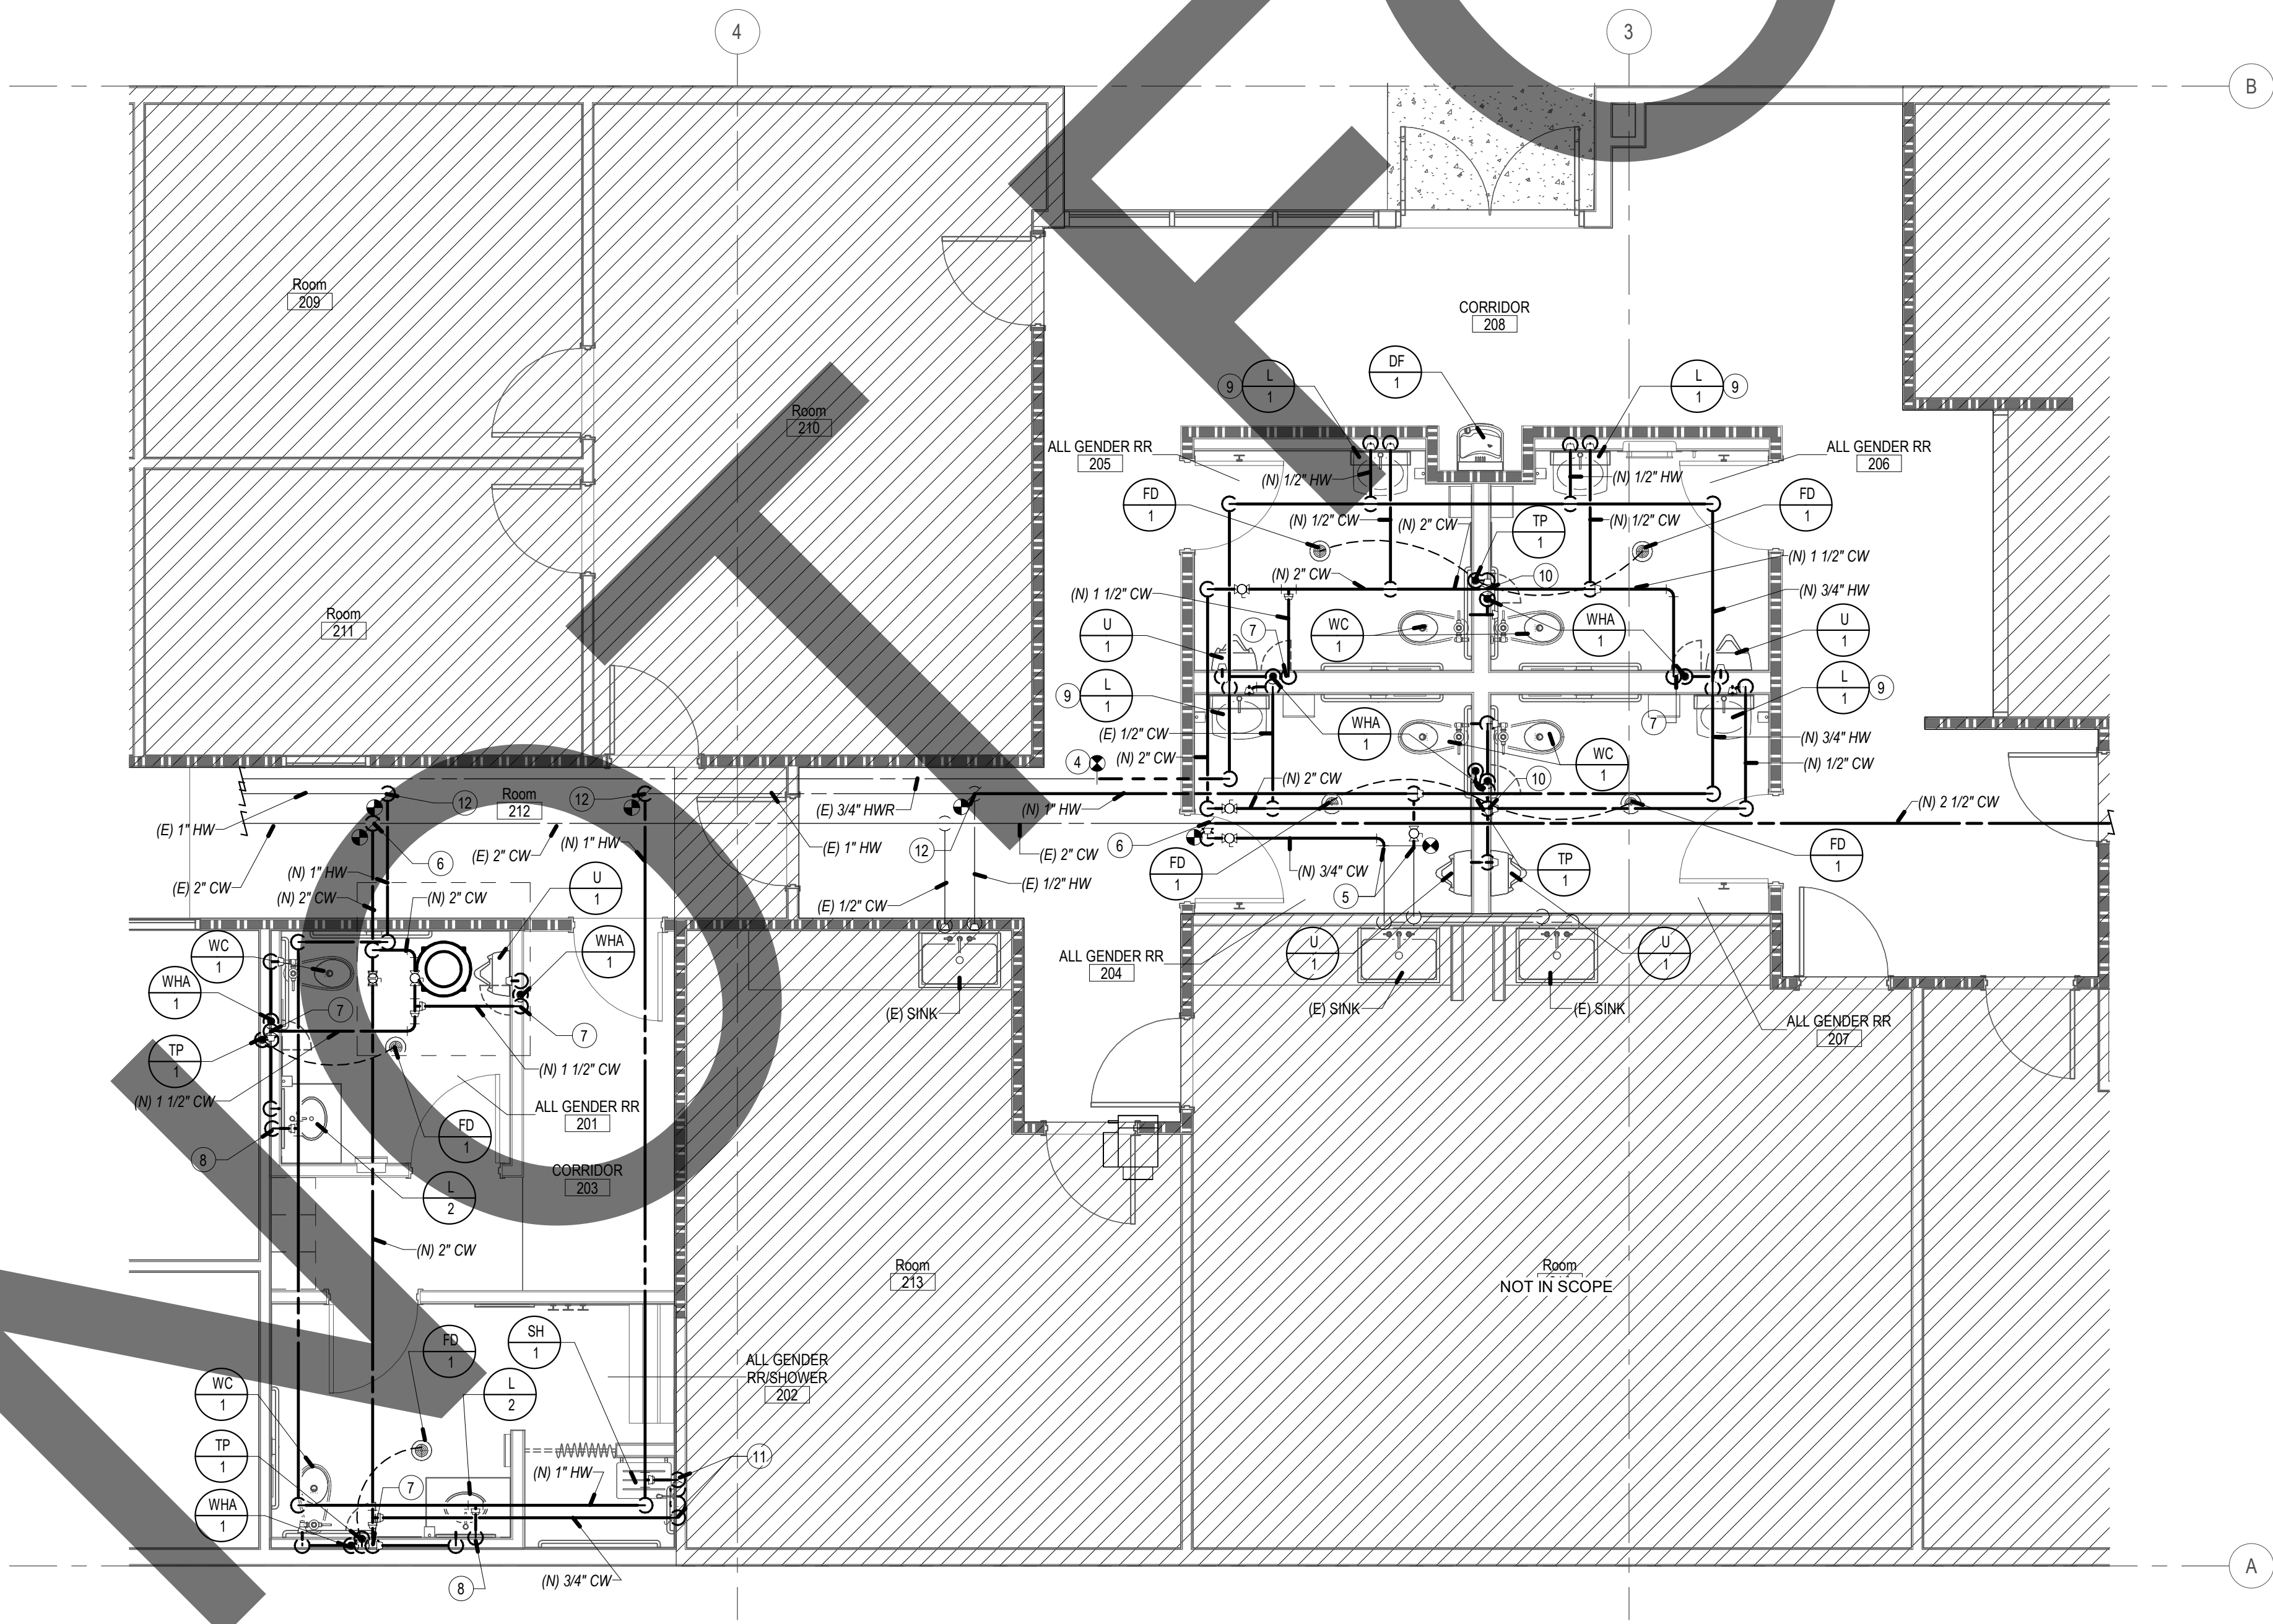 4
3
B
Room
209
Room
210
Room
211
CORRIDOR
208
9
L
1
DF
1
L
1
9
ALL GENDER RR
205
ALL GENDER RR
206
(N) 1/2" HW
(N) 1/2" HW
FD
1
(N) 1/2" CW
(N) 2" CW
TP
1
(N) 1/2" CW
FD
1
(N) 2" CW
10
(N) 1 1/2" CW
(N) 1 1/2" CW
(N) 3/4" HW
U
1
7
WC
1
WHA
1
U
1
9
L
1
WHA
1
7
L
1
9
(E) 1/2" CW
(N) 2" CW
4
WC
1
(N) 3/4" HW
(N) 1/2" CW
(N) 2" CW
10
(E) 1" HW
12
Room
212
12
(E) 3/4" HWR
(N) 1" HW
(N) 2 1/2" CW
6
(E) 2" CW
(N) 1" HW
(E) 1" HW
12
(E) 2" CW
6
FD
1
(N) 3/4" CW
5
TP
1
FD
1
(E) 2" CW
(N) 1" HW
(N) 2" CW
(N) 2" CW
U
1
(E) 1/2" CW
(E) 1/2" HW
WC
1
WHA
1
WHA
1
7
7
TP
1
(N) 1 1/2" CW
(N) 1 1/2" CW
FD
1
ALL GENDER RR
201
8
L
2
CORRIDOR
203
(E) SINK
ALL GENDER RR
204
U
1
U
1
(E) SINK
(E) SINK
ALL GENDER RR
207
(N) 2" CW
Room
213
Room
NOT IN SCOPE
FD
1
SH
1
ALL GENDER
RR/SHOWER
202
WC
1
L
2
TP
1
WHA
1
7
(N) 1" HW
11
8
(N) 3/4" CW
A